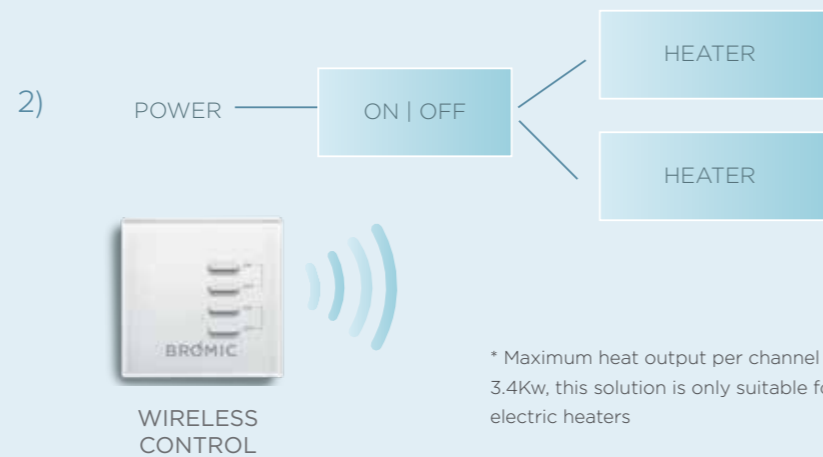 HEATER
2)
POWER
ON | OFF
HEATER
BROMIC
* Maximum heat output per channel
3.4Kw, this solution is only suitable
electric heaters
WIRELESS
CONTROL